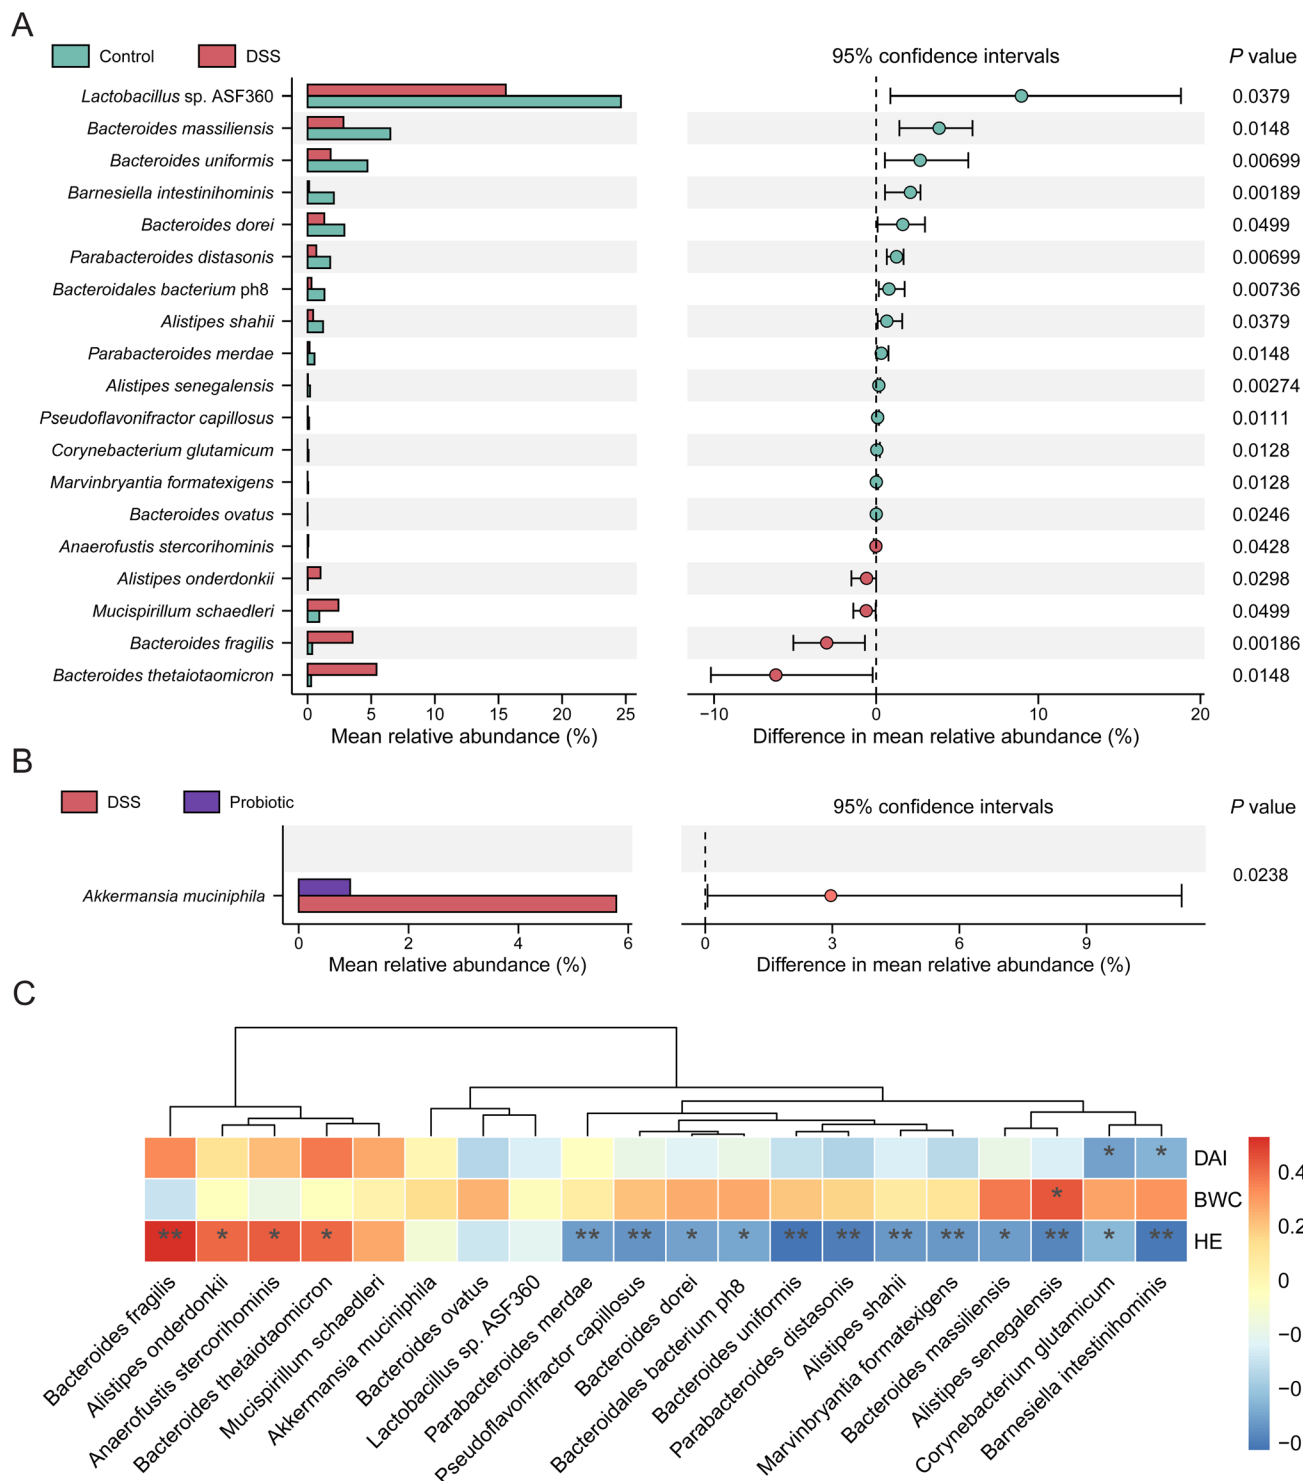 A
Control DSS 95% confidence intervals P value
Lactobacillus sp. ASF360 0.0379
Bacteroides massiliensis 0.0148
Bacteroides uniformis 0.00699
Barnesiella intestinihominis 0.00189
Bacteroides dorei 0.0499
Parabacteroides distasonis 0.00699
Bacteroidales bacterium ph8 0.00736
Alistipes shahii 0.0379
Parabacteroides merdae 0.0148
Alistipes senegalensis 0.00274
Pseudoflavonifractor capillosus 0.0111
Corynebacterium glutamicum 0.0128
Marvinbryantia formatexigens 0.0128
Bacteroides ovatus 0.0246
Anaerofustis stercorihominis 0.0428
Alistipes onderdonkii 0.0298
Mucispirillum schaedleri 0.0499
Bacteroides fragilis 0.00186
Bacteroides thetaiotaomicron 0.0148
0 5 10 15 20 25 −10 0 10 20
Mean relative abundance (%) Difference in mean relative abundance (%)
B
DSS Probiotic 95% confidence intervals P value
0.0238
Akkermansia muciniphila
0 2 4 6 0 3 6 9
Mean relative abundance (%) Difference in mean relative abundance (%)
C
* * DAI
* BWC
** * * * ** ** * * ** ** ** ** * ** * ** HE
0.4
0.2
0
−0
−0
−0
Bacteroides fragilis
Alistipes onderdonkii
Anaerofustis stercorihominis
Bacteroides thetaiotaomicron
Mucispirillum schaedleri
Akkermansia muciniphila
Bacteroides ovatus
Lactobacillus sp. ASF360
Parabacteroides merdae
Pseudoflavonifractor capillosus
Bacteroides dorei
Bacteroidales bacterium ph8
Bacteroides uniformis
Parabacteroides distasonis
Alistipes shahii
Marvinbryantia formatexigens
Bacteroides massiliensis
Alistipes senegalensis
Corynebacterium glutamicum
Barnesiella intestinihominis